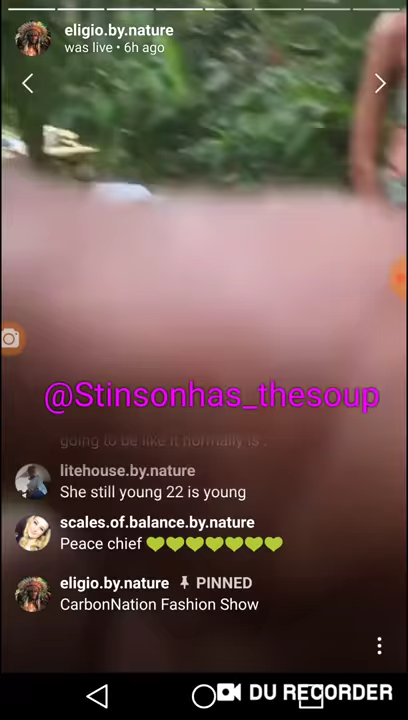 eligio.by.nature
was live • 6h ago
@Stinsonhas_thesoup
going to be like it normally is .
litehouse.by.nature
She still young 22 is young
scales.of.balance.by.nature
Peace chief 💚💚💚💚💚💚💚
eligio.by.nature 📌 PINNED
CarbonNation Fashion Show
DU RECORDER